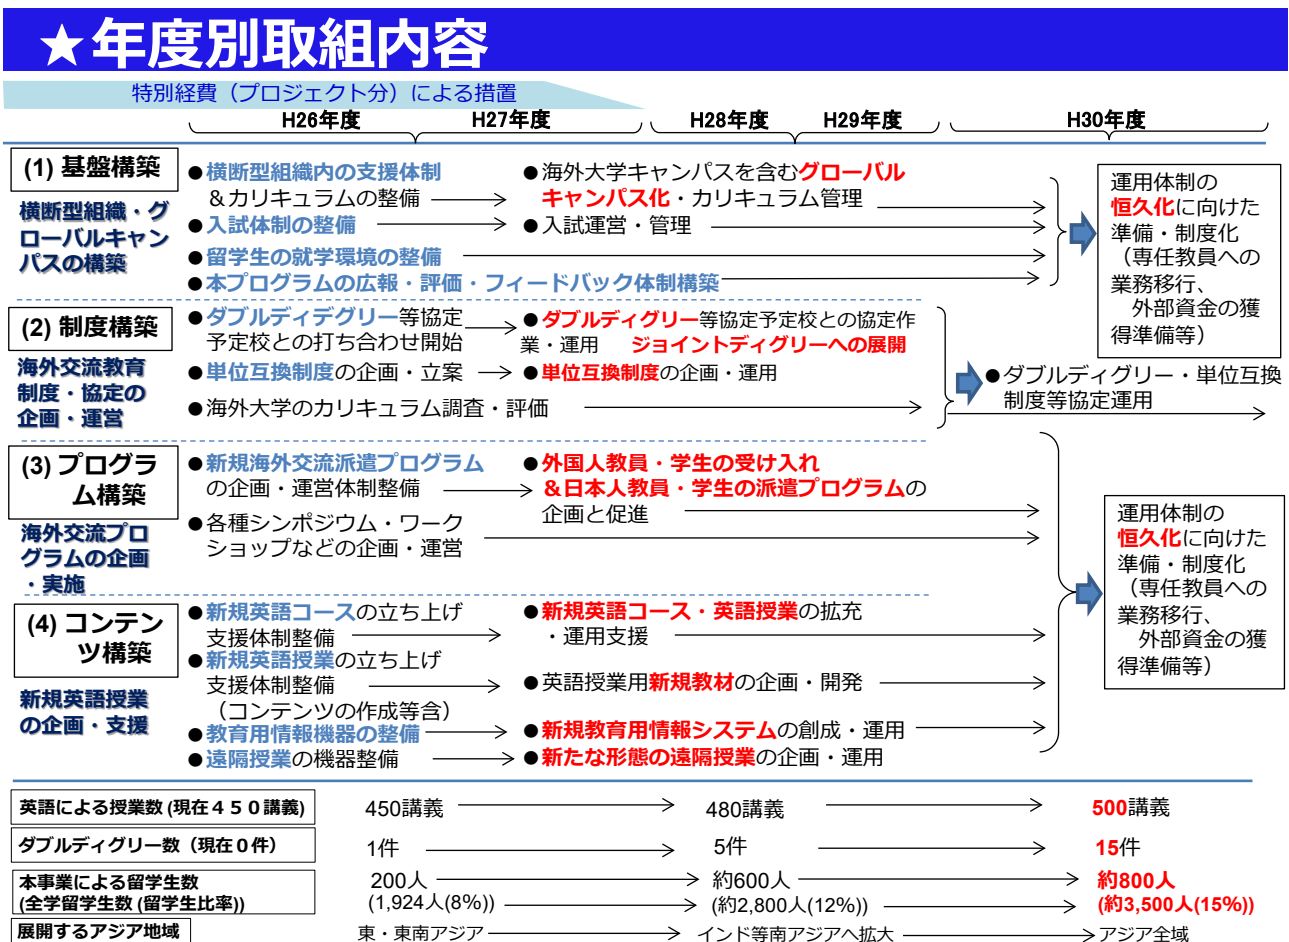 ★年度別取組内容
特別経費（プロジェクト分）による措置
H26年度 H27年度 H28年度 H29年度 H30年度
(1) 基盤構築
横断型組織・グ
ローバルキャン
パスの構築
●横断型組織内の支援体制
＆カリキュラムの整備
●入試体制の整備
●留学生の就学環境の整備
●本プログラムの広報・評価・フィードバック体制構築
●海外大学キャンパスを含むグローバル
キャンパス化・カリキュラム管理
●入試運営・管理
運用体制の
恒久化に向けた
準備・制度化
（専任教員への
業務移行、
外部資金の獲
得準備等）
(2) 制度構築
海外交流教育
制度・協定の
企画・運営
●ダブルディデグリー等協定
予定校との打ち合わせ開始
●単位互換制度の企画・立案
●海外大学のカリキュラム調査・評価
●ダブルディグリー等協定予定校との協定作
業・運用 ジョイントディグリーへの展開
●単位互換制度の企画・運用
●ダブルディグリー・単位互換
制度等協定運用
(3) プログラ
ム構築
海外交流プロ
グラムの企画
・実施
●新規海外交流派遣プログラム
の企画・運営体制整備
●各種シンポジウム・ワーク
ショップなどの企画・運営
●外国人教員・学生の受け入れ
＆日本人教員・学生の派遣プログラムの
企画と促進
運用体制の
恒久化に向けた
準備・制度化
（専任教員への
業務移行、
外部資金の獲
得準備等）
(4) コンテン
ツ構築
新規英語授業
の企画・支援
●新規英語コースの立ち上げ
支援体制整備
●新規英語授業の立ち上げ
支援体制整備
（コンテンツの作成等含）
●教育用情報機器の整備
●遠隔授業の機器整備
●新規英語コース・英語授業の拡充
・運用支援
●英語授業用新規教材の企画・開発
●新規教育用情報システムの創成・運用
●新たな形態の遠隔授業の企画・運用
英語による授業数 (現在４５０講義) 450講義 480講義 500講義
ダブルディグリー数（現在０件） 1件 5件 15件
本事業による留学生数 200人 約600人 約800人
(全学留学生数 (留学生比率)) (1,924人(8%)) (約2,800人(12%)) (約3,500人(15%))
展開するアジア地域 東・東南アジア インド等南アジアへ拡大 アジア全域